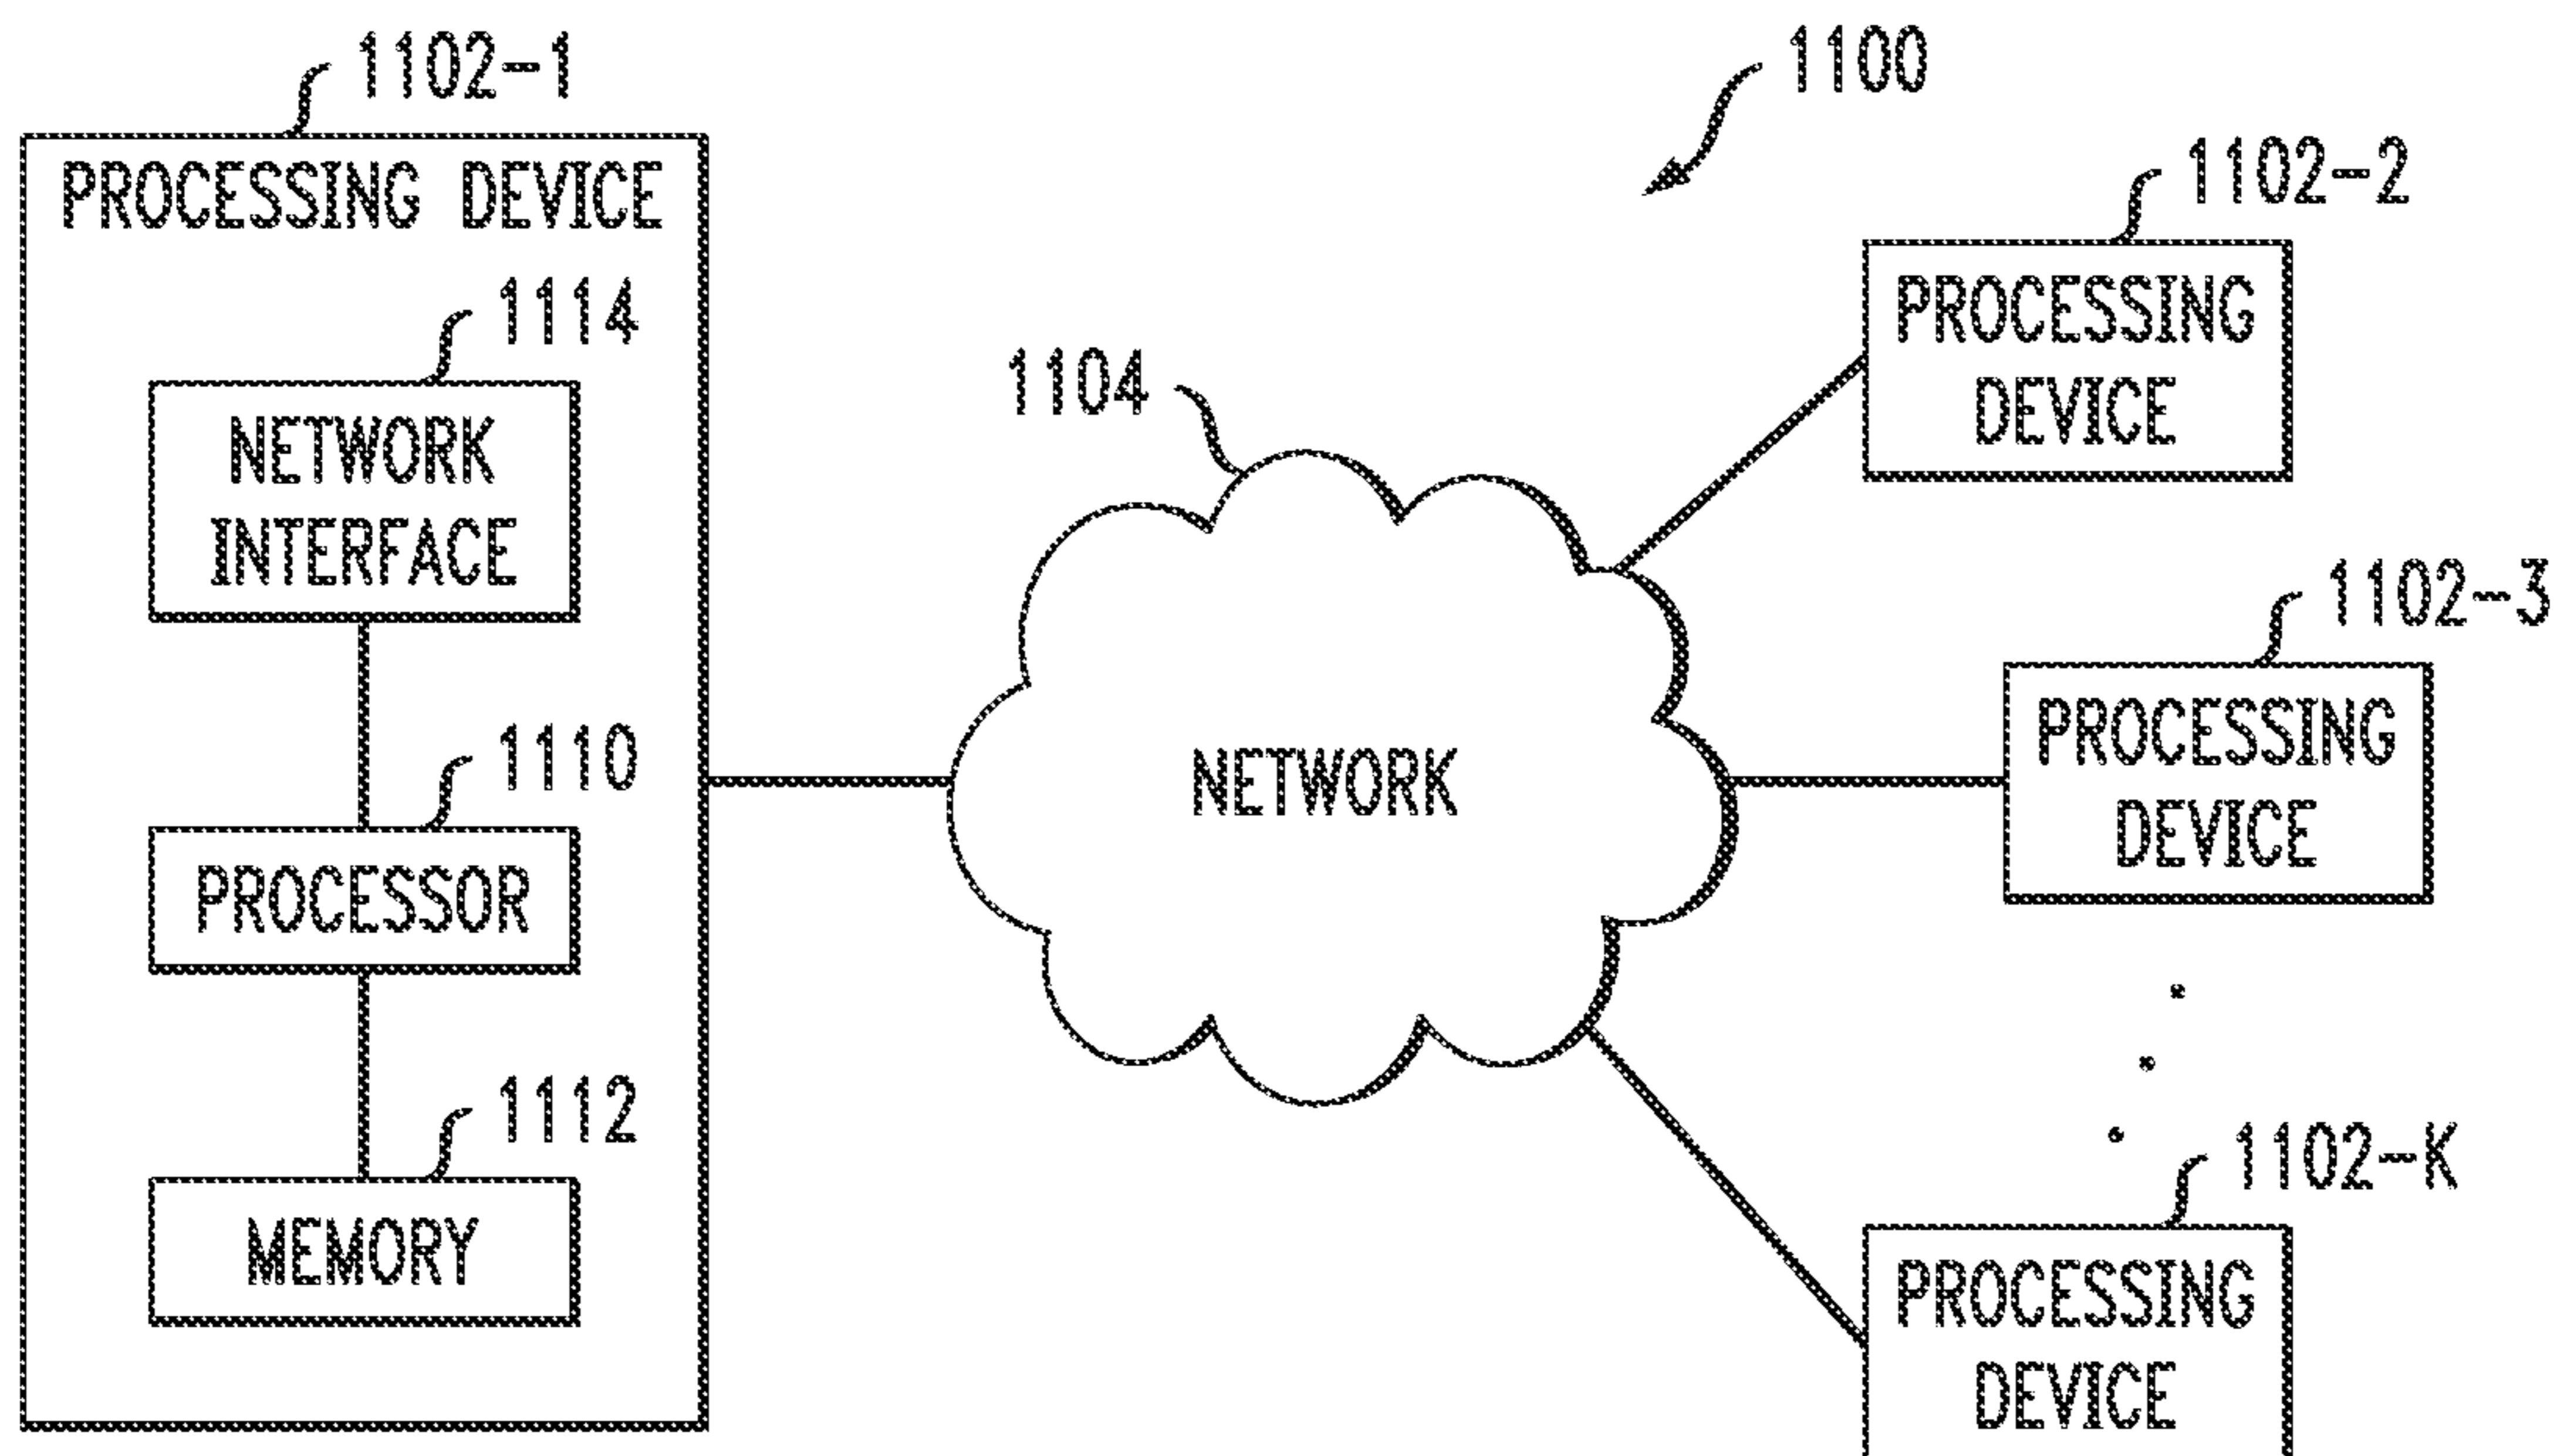 1102-1
PROCESSING DEVICE
1114
NETWORK
INTERFACE
1110
PROCESSOR
1112
MEMORY
1100
1104
NETWORK
1102-2
PROCESSING
DEVICE
1102-3
PROCESSING
DEVICE
1102-K
PROCESSING
DEVICE